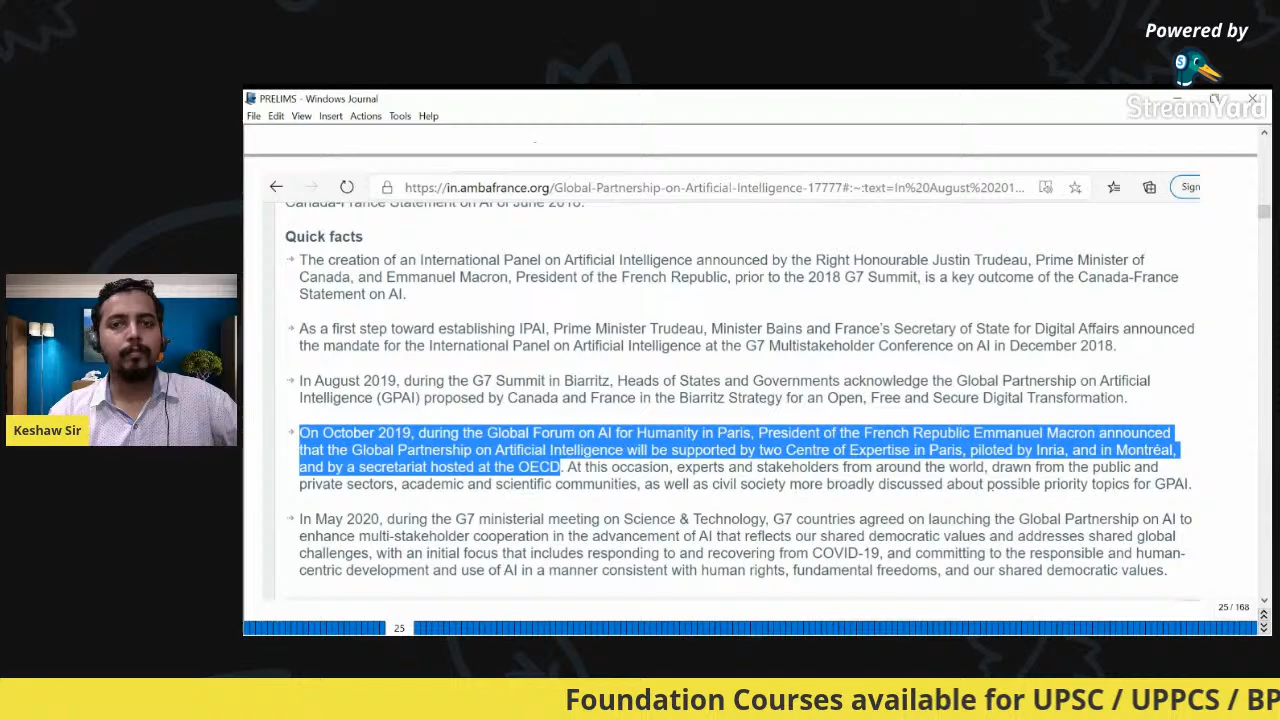 Powered by
StreamYard
PRELIMS - Windows Journal
File Edit View Insert Actions Tools Help
https://in.ambafrance.org/Global-Partnership-on-Artificial-Intelligence-17777#:~:text=In%20August%20201...
Sign
Canada-France Statement on AI of June 2018.
Quick facts
The creation of an International Panel on Artificial Intelligence announced by the Right Honourable Justin Trudeau, Prime Minister of
Canada, and Emmanuel Macron, President of the French Republic, prior to the 2018 G7 Summit, is a key outcome of the Canada-France
Statement on AI.
As a first step toward establishing IPAI, Prime Minister Trudeau, Minister Bains and France's Secretary of State for Digital Affairs announced
the mandate for the International Panel on Artificial Intelligence at the G7 Multistakeholder Conference on AI in December 2018.
In August 2019, during the G7 Summit in Biarritz, Heads of States and Governments acknowledge the Global Partnership on Artificial
Intelligence (GPAI) proposed by Canada and France in the Biarritz Strategy for an Open, Free and Secure Digital Transformation.
On October 2019, during the Global Forum on AI for Humanity in Paris, President of the French Republic Emmanuel Macron announced
that the Global Partnership on Artificial Intelligence will be supported by two Centre of Expertise in Paris, piloted by Inria, and in Montréal,
and by a secretariat hosted at the OECD. At this occasion, experts and stakeholders from around the world, drawn from the public and
private sectors, academic and scientific communities, as well as civil society more broadly discussed about possible priority topics for GPAI.
In May 2020, during the G7 ministerial meeting on Science & Technology, G7 countries agreed on launching the Global Partnership on AI to
enhance multi-stakeholder cooperation in the advancement of AI that reflects our shared democratic values and addresses shared global
challenges, with an initial focus that includes responding to and recovering from COVID-19, and committing to the responsible and human-
centric development and use of AI in a manner consistent with human rights, fundamental freedoms, and our shared democratic values.
25 / 168
25
Keshaw Sir
Foundation Courses available for UPSC / UPPCS / BP